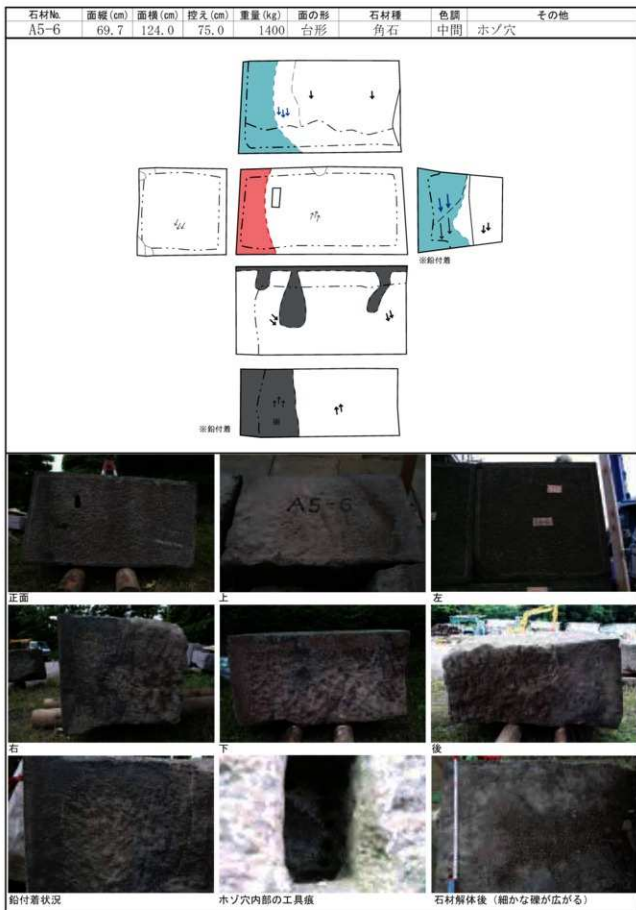 石材No. 面縦(cm) 面横(cm) 控え(cm) 重量(kg) 面の形 石材種 色調 その他
A5-6 69.7 124.0 75.0 1400 台形 角石 中間 ホゾ穴
※鉛付着
※鉛付着
※
A5-6
正面 上 左
右 下 後
鉛付着状況 ホゾ穴内部の工具痕 石材解体後(細かな礫が広がる)